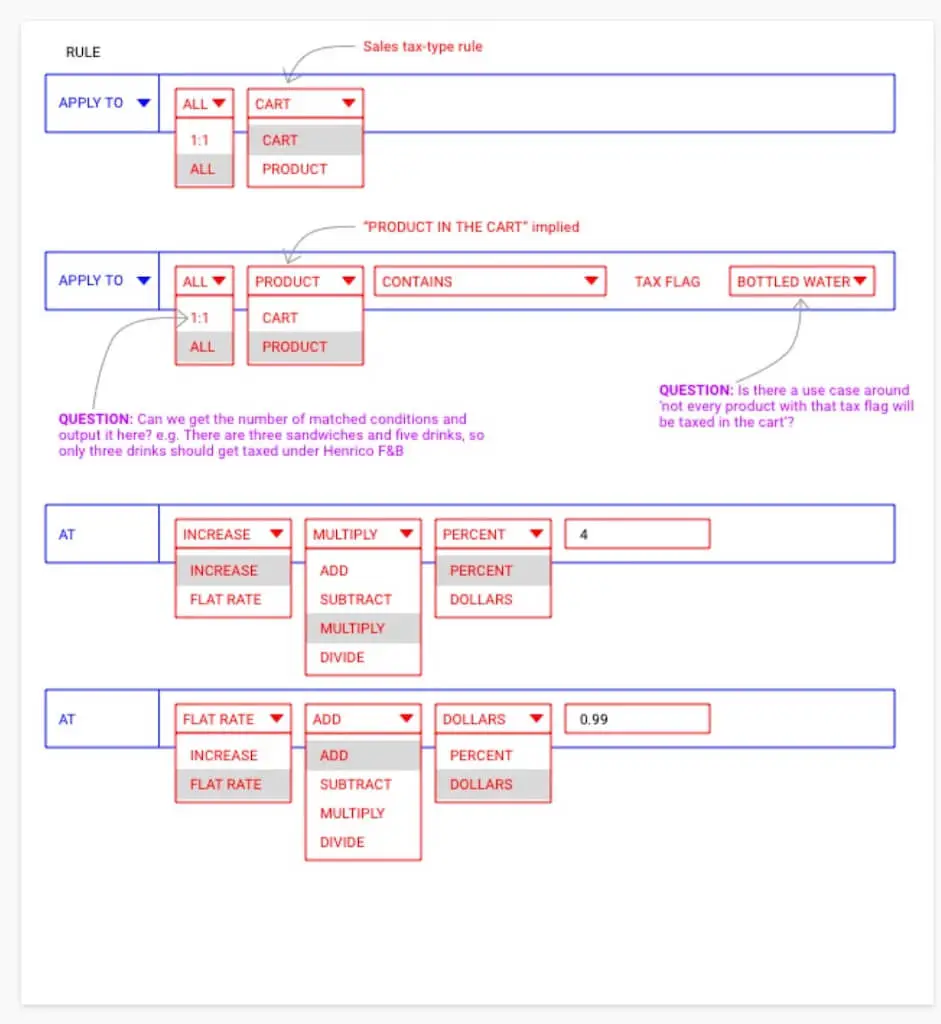 RULE
Sales tax-type rule
APPLY TO ALL CART
1:1 CART
ALL PRODUCT
"PRODUCT IN THE CART" implied
APPLY TO ALL PRODUCT CONTAINS TAX FLAG BOTTLED WATER
1:1 CART
ALL PRODUCT
QUESTION: Can we get the number of matched conditions and
output it here? e.g. There are three sandwiches and five drinks, so
only three drinks should get taxed under Henrico F&B
QUESTION: Is there a use case around
'not every product with that tax flag will
be taxed in the cart'?
AT INCREASE MULTIPLY PERCENT 4
INCREASE ADD PERCENT
FLAT RATE SUBTRACT DOLLARS
MULTIPLY
DIVIDE
AT FLAT RATE ADD DOLLARS 0.99
INCREASE ADD PERCENT
FLAT RATE SUBTRACT DOLLARS
MULTIPLY
DIVIDE